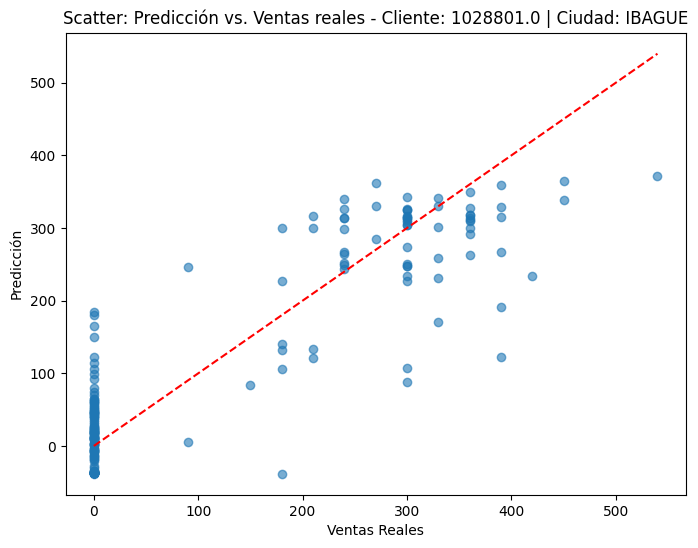 Scatter: Predicción vs. Ventas reales - Cliente: 1028801.0 | Ciudad: IBAGUE
500
400
300
200
100
0
Predicción
0 100 200 300 400 500
Ventas Reales